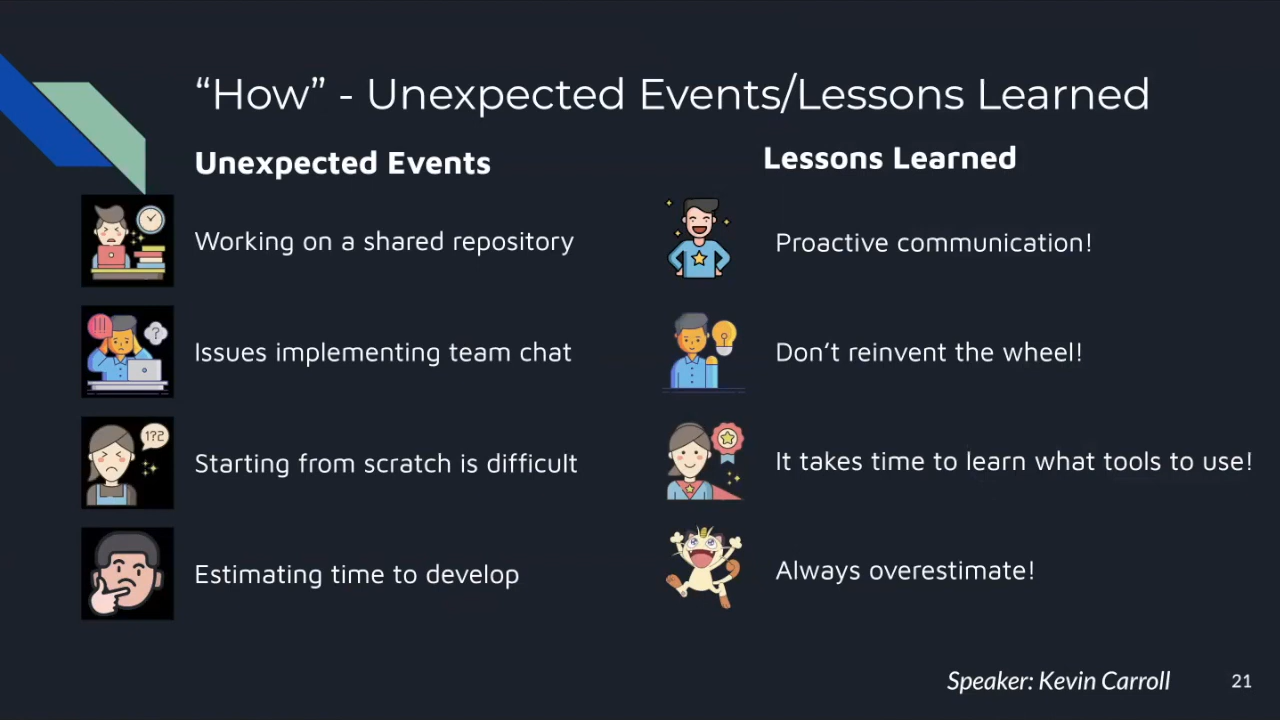 “How” - Unexpected Events/Lessons Learned
Unexpected Events
Lessons Learned
Working on a shared repository
Proactive communication!
Issues implementing team chat
?
Don’t reinvent the wheel!
1?2
Starting from scratch is difficult
It takes time to learn what tools to use!
Estimating time to develop
Always overestimate!
Speaker: Kevin Carroll
21